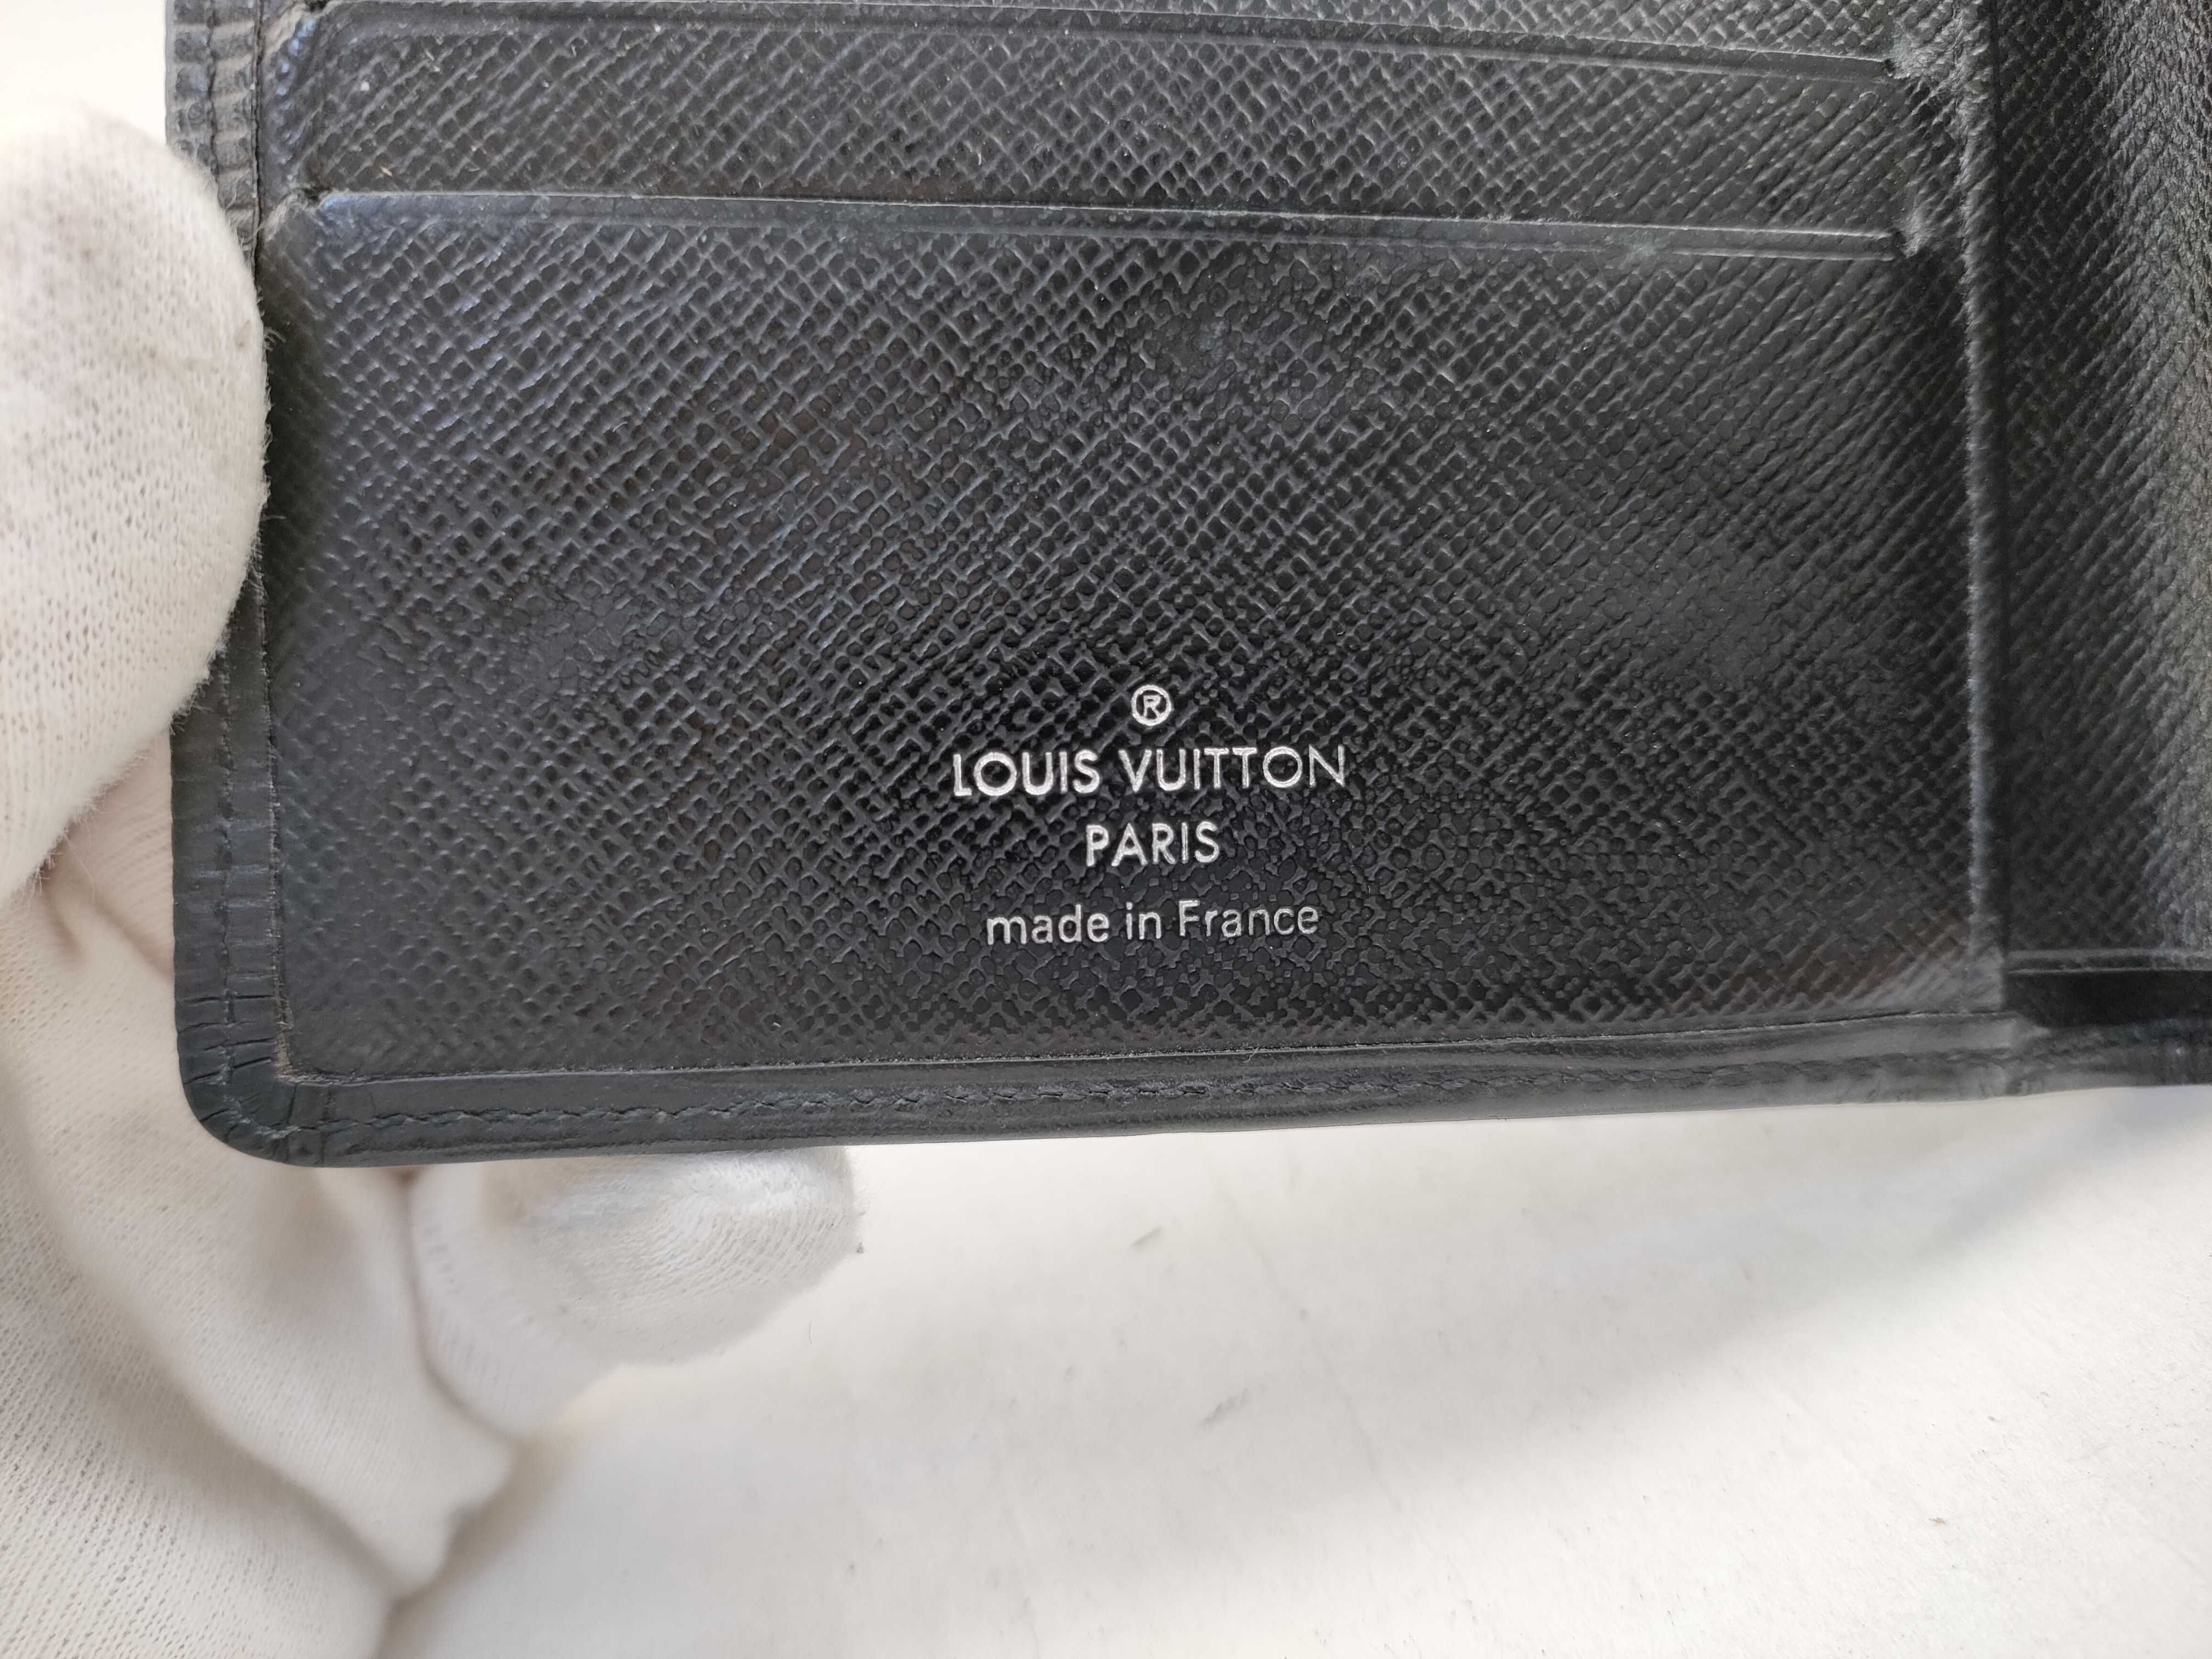 ®
LOUIS VUITTON
PARIS
made in France